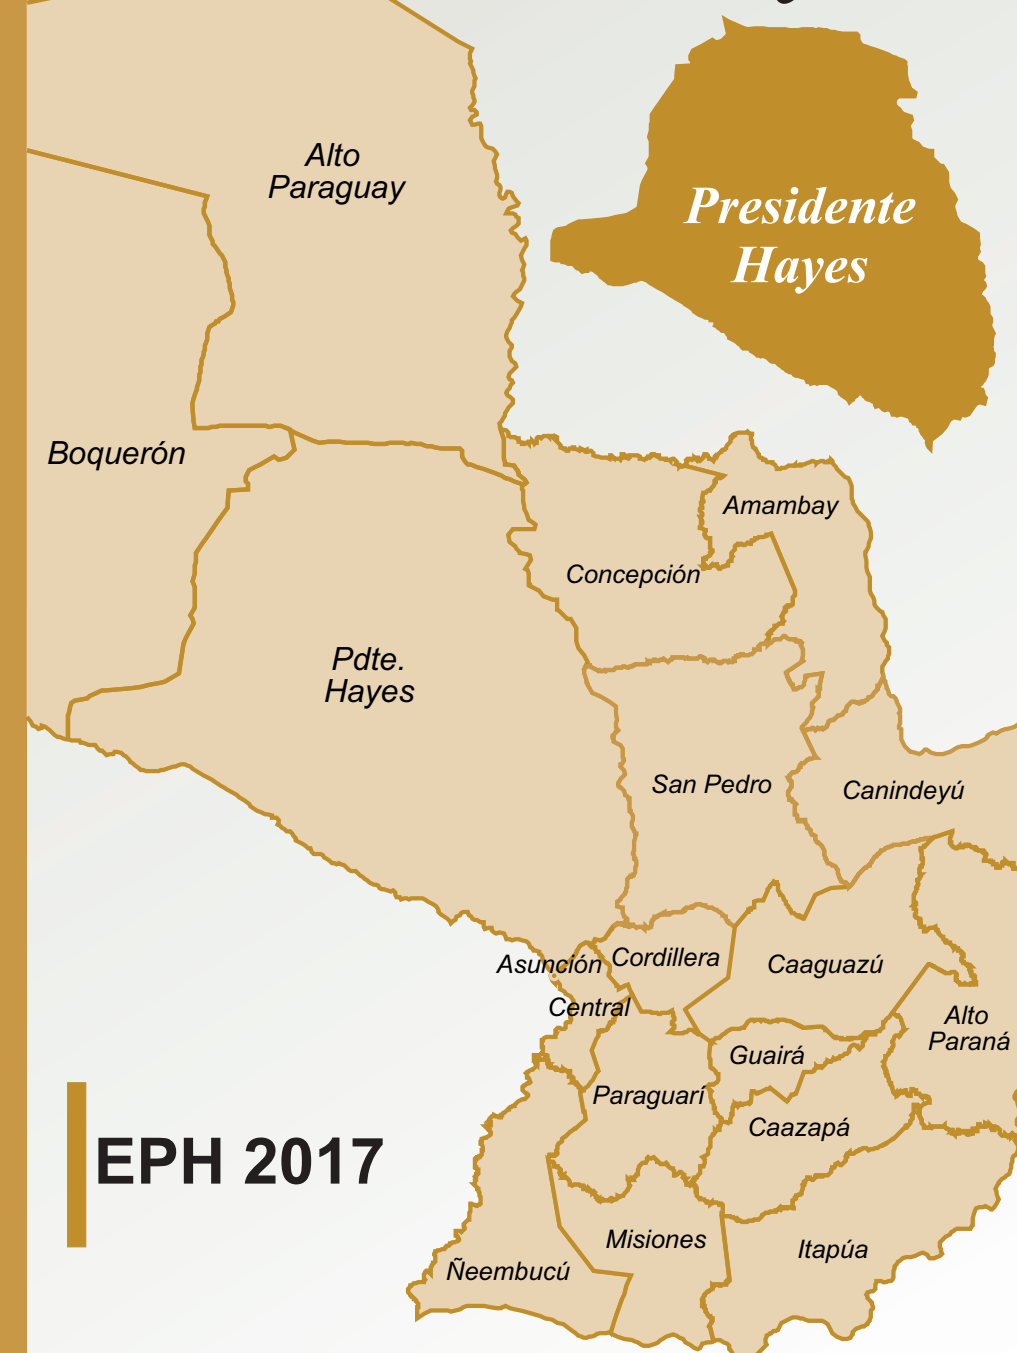 Alto
Paraguay
Presidente
Hayes
Boquerón
Amambay
Concepción
Pdte.
Hayes
San Pedro
Canindeyú
Asunción
Cordillera
Caaguazú
Central
Alto
Paraná
Guairá
Paraguarí
Caazapá
EPH 2017
Misiones
Itapúa
Ñeembucú